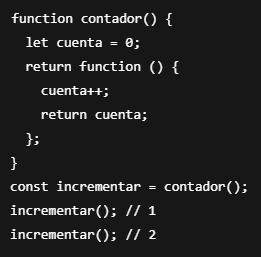 function contador() {
  let cuenta = 0;
  return function () {
    cuenta++;
    return cuenta;
  };
}
const incrementar = contador();
incrementar(); // 1
incrementar(); // 2